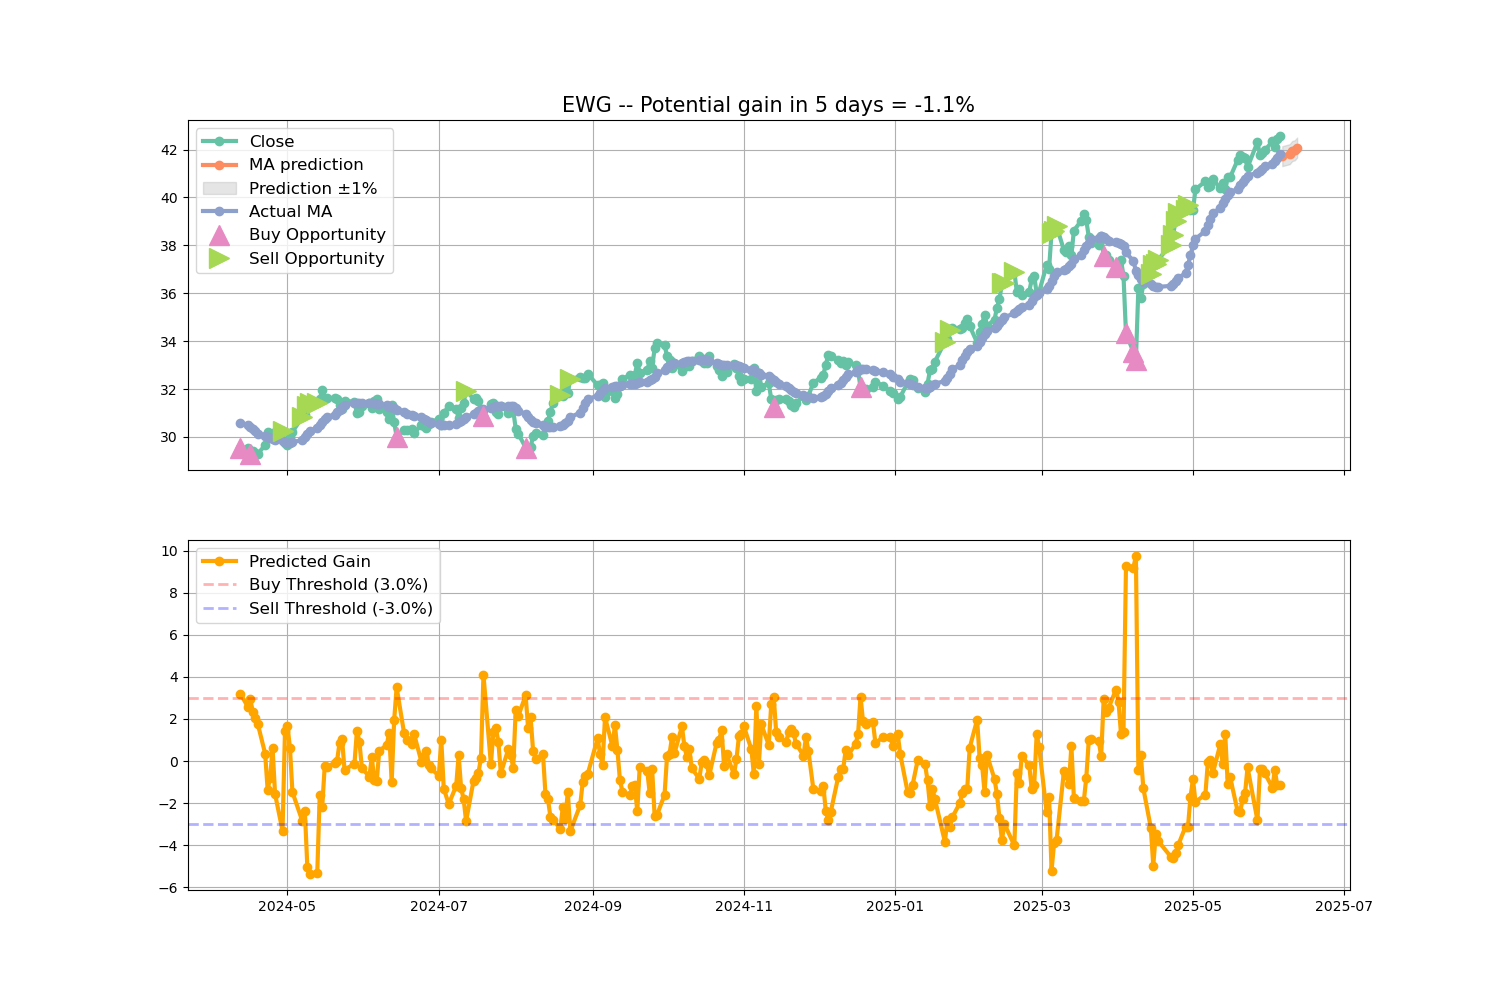 EWG -- Potential gain in 5 days = -1.1%
Close
MA prediction
Prediction ±1%
Actual MA
Buy Opportunity
Sell Opportunity
42
40
38
36
34
32
30
Predicted Gain
Buy Threshold (3.0%)
Sell Threshold (-3.0%)
10
8
6
4
2
0
−2
−4
−6
2024-05
2024-07
2024-09
2024-11
2025-01
2025-03
2025-05
2025-07